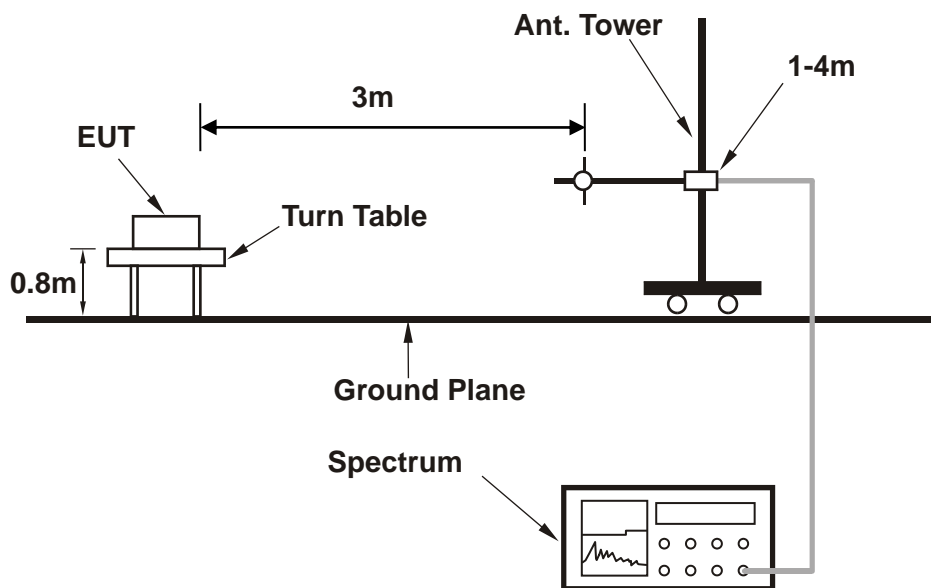 Ant. Tower
1-4m
3m
EUT
Turn Table
0.8m
Ground Plane
Spectrum